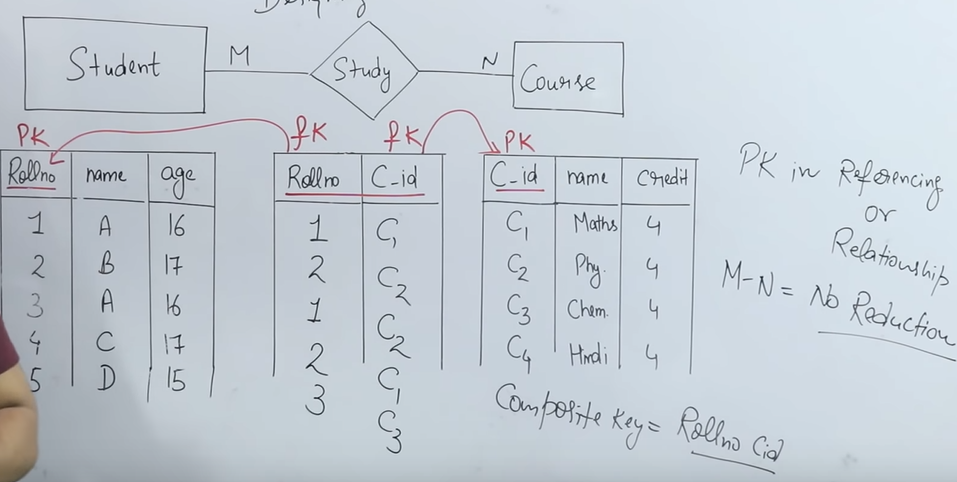 Student M Study N Course
PK fK fK PK
Rollno name age
1 A 16
2 B 17
3 A 16
4 C 17
5 D 15
Rollno C-id
1 C1
2 C2
1 C2
2 C1
3 C3
C-id name Credit
C1 Maths 4
C2 Phy. 4
C3 Chem. 4
C4 Hindi 4
Composite Key = Rollno Cid
PK in Referencing
or
Relationship
M-N = No Reduction